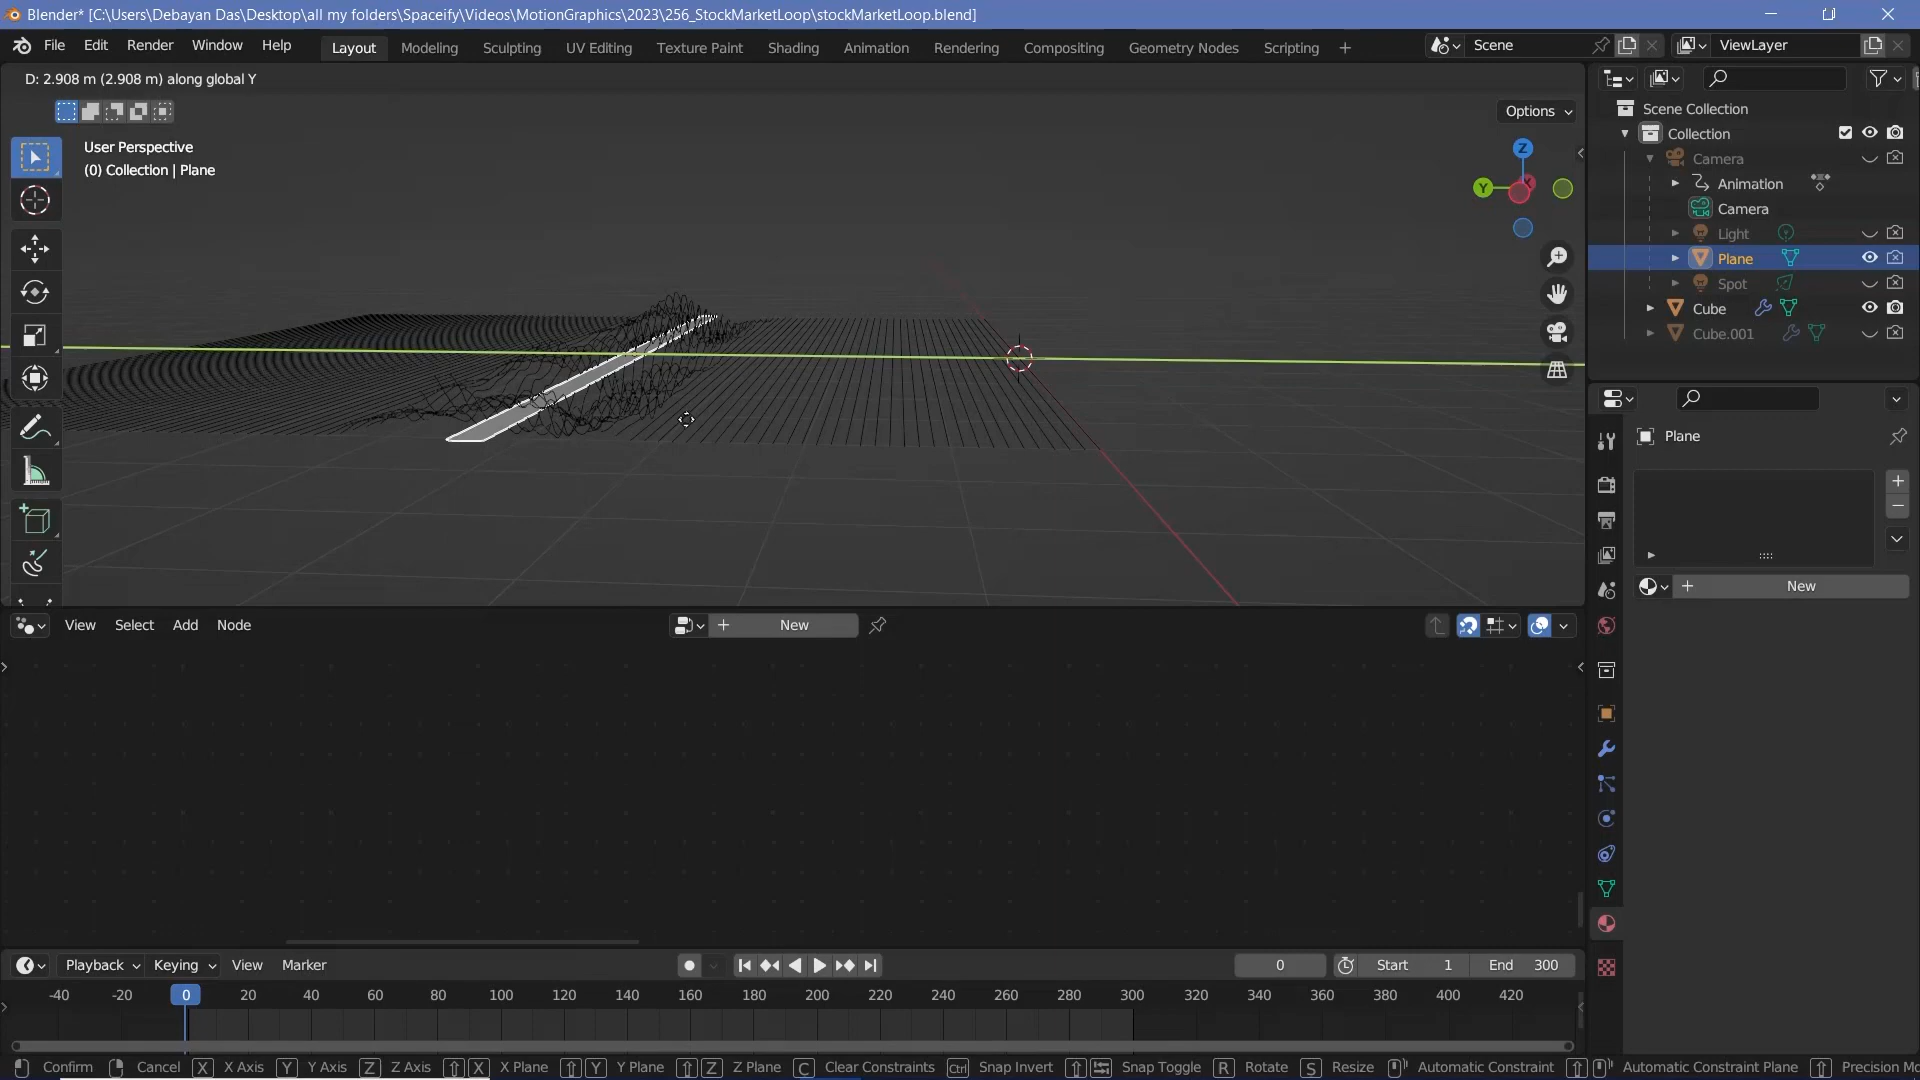 Blender* [C:\Users\Debayan Das\Desktop\all my folders\Spaceify\Videos\MotionGraphics\2023\256_StockMarketLoop\stockMarketLoop.blend]
File Edit Render Window Help Layout Modeling Sculpting UV Editing Texture Paint Shading Animation Rendering Compositing Geometry Nodes Scripting + Scene ViewLayer
D: 2.908 m (2.908 m) along global Y
Options
User Perspective
(0) Collection | Plane
Z
Y
Scene Collection
Collection
Camera
Animation
Camera
Light
Plane
Spot
Cube
Cube.001
Plane
New
View Select Add Node New
Playback Keying View Marker 0 Start 1 End 300
-40 -20 0 20 40 60 80 100 120 140 160 180 200 220 240 260 280 300 320 340 360 380 400 420
Confirm Cancel X X Axis Y Y Axis Z Z Axis X X Plane Y Y Plane Z Z Plane C Clear Constraints Ctrl Snap Invert Snap Toggle R Rotate S Resize Automatic Constraint Automatic Constraint Plane Precision Mo